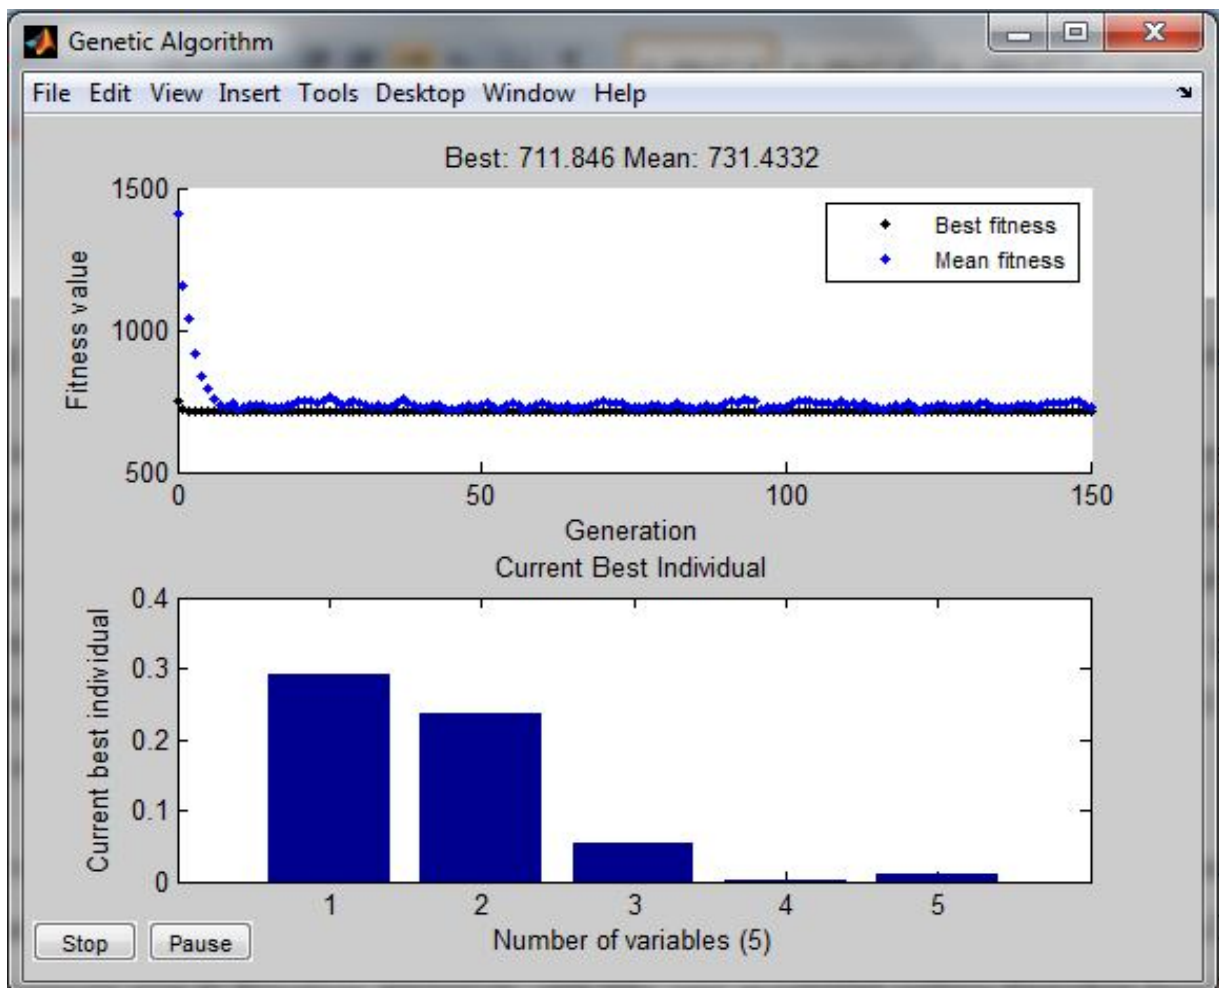 Genetic Algorithm
File Edit View Insert Tools Desktop Window Help
Best: 711.846 Mean: 731.4332
1500
1000
500
Fitness value
Best fitness
Mean fitness
0 50 100 150
Generation
Current Best Individual
0.4
0.3
0.2
0.1
0
Current best individual
1 2 3 4 5
Number of variables (5)
Stop Pause